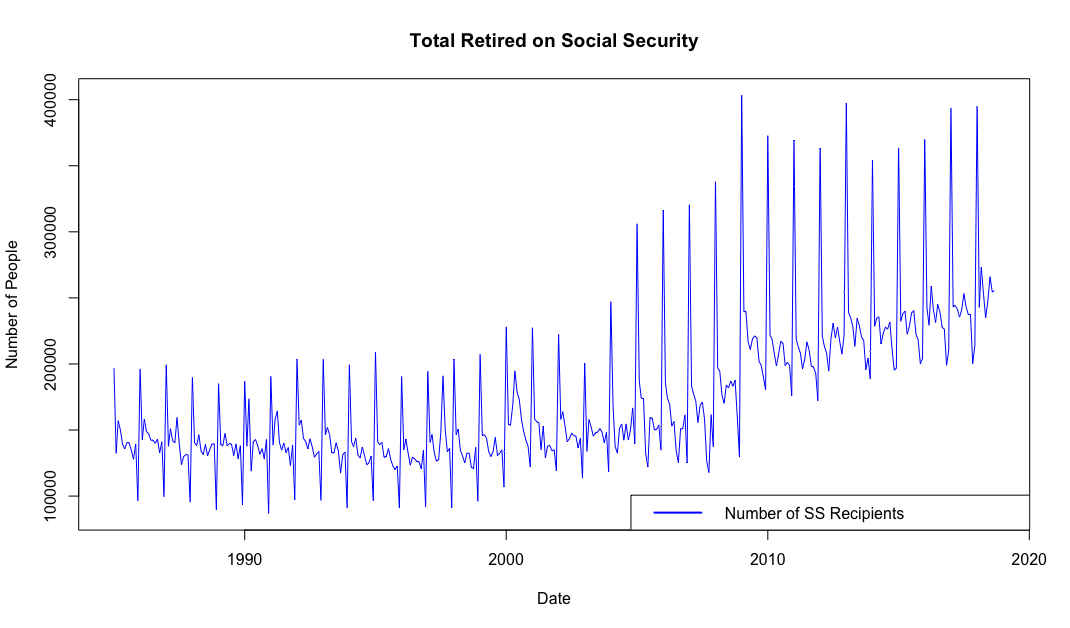 Total Retired on Social Security
Number of People
400000
300000
200000
100000
Number of SS Recipients
1990
2000
2010
2020
Date